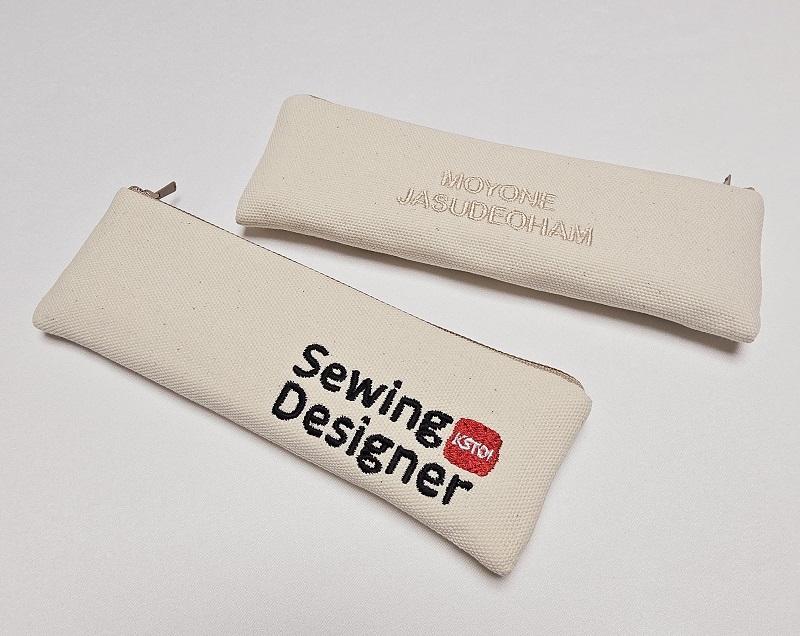 MOYONE
JASUDEOHAM
Sewing
Designer
KSTDI